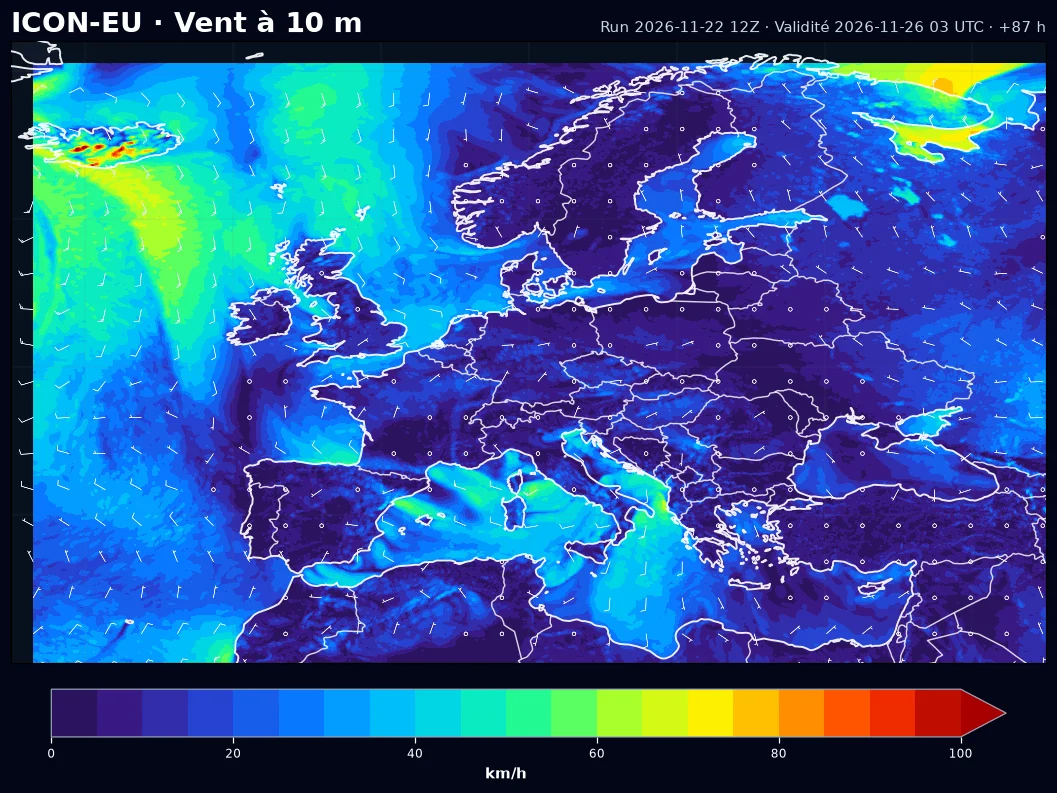 ICON-EU · Vent à 10 m
Run 2026-11-22 12Z · Validité 2026-11-26 03 UTC · +87 h
0 20 40 60 80 100
km/h